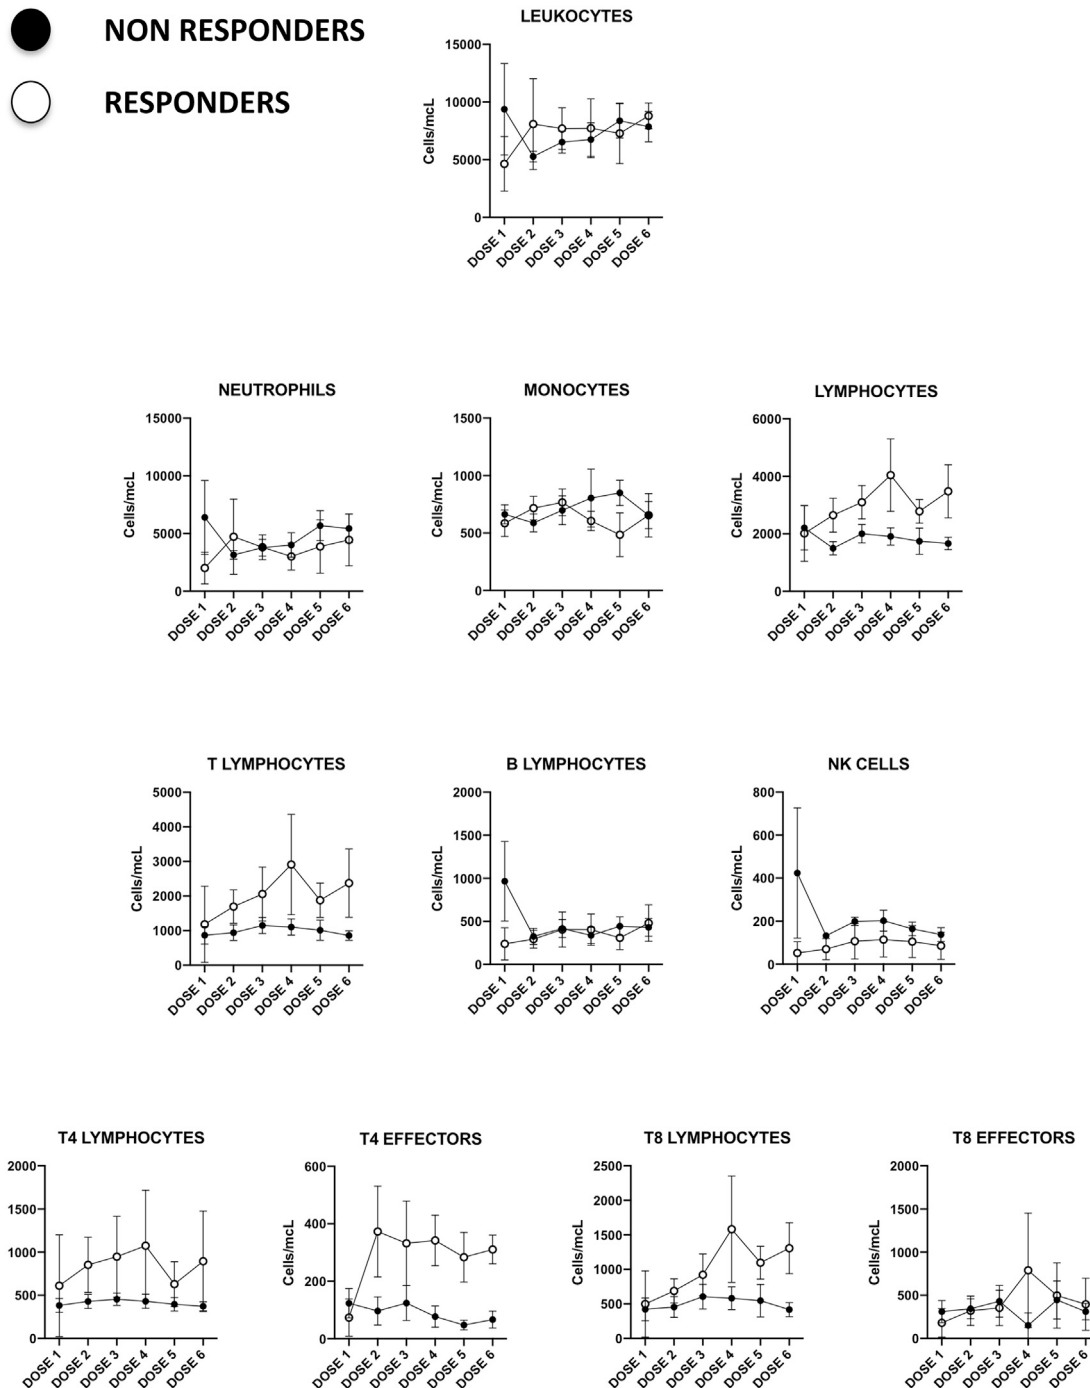 NON RESPONDERS
RESPONDERS
LEUKOCYTES
15000
10000
5000
0
Cells/mcL
DOSE 1
DOSE 2
DOSE 3
DOSE 4
DOSE 5
DOSE 6
NEUTROPHILS
15000
10000
5000
0
Cells/mcL
DOSE 1
DOSE 2
DOSE 3
DOSE 4
DOSE 5
DOSE 6
MONOCYTES
1500
1000
500
0
Cells/mcL
DOSE 1
DOSE 2
DOSE 3
DOSE 4
DOSE 5
DOSE 6
LYMPHOCYTES
6000
4000
2000
0
Cells/mcL
DOSE 1
DOSE 2
DOSE 3
DOSE 4
DOSE 5
DOSE 6
T LYMPHOCYTES
5000
4000
3000
2000
1000
0
Cells/mcL
DOSE 1
DOSE 2
DOSE 3
DOSE 4
DOSE 5
DOSE 6
B LYMPHOCYTES
2000
1500
1000
500
0
Cells/mcL
DOSE 1
DOSE 2
DOSE 3
DOSE 4
DOSE 5
DOSE 6
NK CELLS
800
600
400
200
0
Cells/mcL
DOSE 1
DOSE 2
DOSE 3
DOSE 4
DOSE 5
DOSE 6
T4 LYMPHOCYTES
2000
1500
1000
500
0
DOSE 1
DOSE 2
DOSE 3
DOSE 4
DOSE 5
DOSE 6
T4 EFFECTORS
600
400
200
0
Cells/mcL
DOSE 1
DOSE 2
DOSE 3
DOSE 4
DOSE 5
DOSE 6
T8 LYMPHOCYTES
2500
2000
1500
1000
500
0
Cells/mcL
DOSE 1
DOSE 2
DOSE 3
DOSE 4
DOSE 5
DOSE 6
T8 EFFECTORS
2000
1500
1000
500
0
Cells/mcL
DOSE 1
DOSE 2
DOSE 3
DOSE 4
DOSE 5
DOSE 6